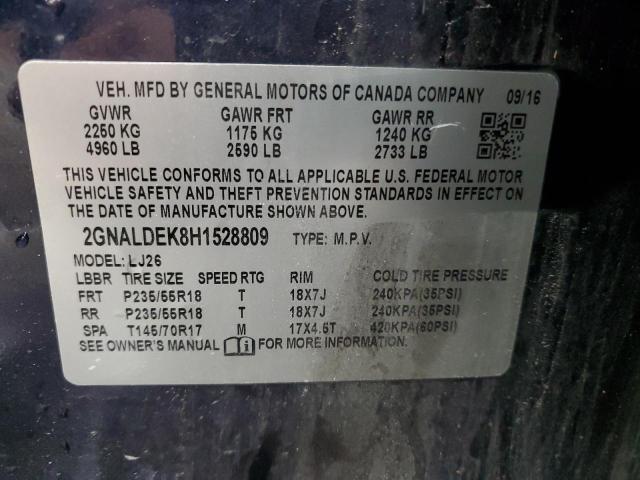 VEH. MFD BY GENERAL MOTORS OF CANADA COMPANY 09/16
GVWR GAWR FRT GAWR RR
2250 KG 1175 KG 1240 KG
4960 LB 2590 LB 2733 LB
THIS VEHICLE CONFORMS TO ALL APPLICABLE U.S. FEDERAL MOTOR
VEHICLE SAFETY AND THEFT PREVENTION STANDARDS IN EFFECT ON
THE DATE OF MANUFACTURE SHOWN ABOVE.
2GNALDEK8H1528809 TYPE: M.P.V.
MODEL: LJ26
LBBR TIRE SIZE SPEED RTG RIM COLD TIRE PRESSURE
FRT P235/55R18 T 18X7J 240KPA(35PSI)
RR P235/55R18 T 18X7J 240KPA(35PSI)
SPA T145/70R17 M 17X4.5T 420KPA(60PSI)
SEE OWNER'S MANUAL FOR MORE INFORMATION.